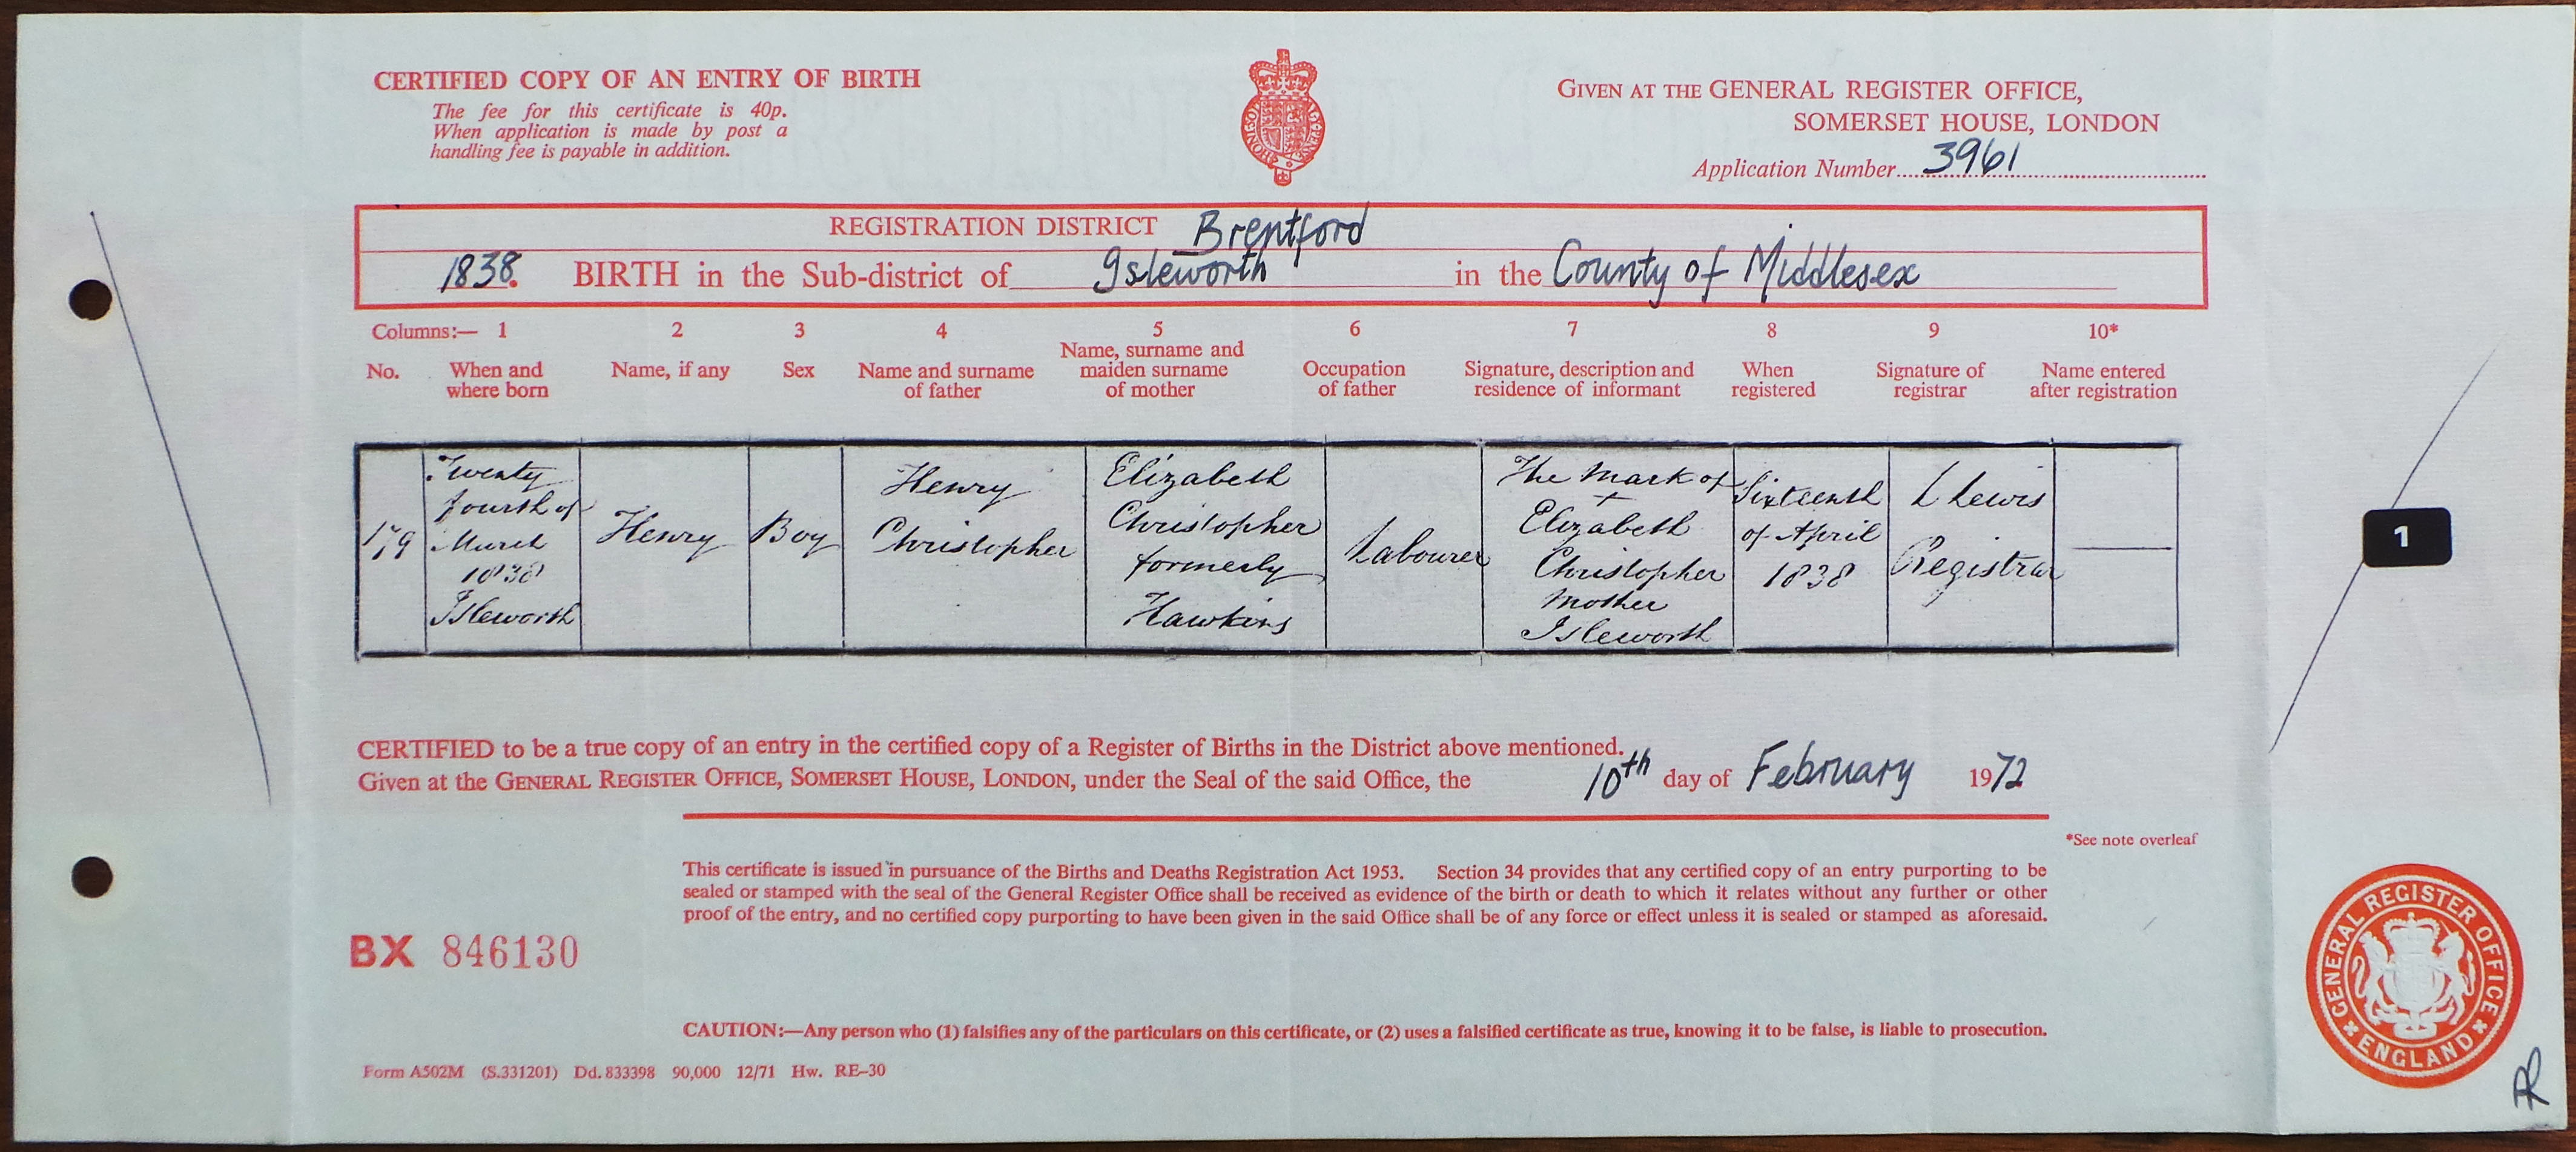 CERTIFIED COPY OF AN ENTRY OF BIRTH
The fee for this certificate is 40p.
When application is made by post a
handling fee is payable in addition.
GIVEN AT THE GENERAL REGISTER OFFICE,
SOMERSET HOUSE, LONDON
Application Number 3961
REGISTRATION DISTRICT Brentford
1838. BIRTH in the Sub-district of Isleworth in the County of Middlesex
Columns:— 1 2 3 4 5 6 7 8 9 10*
No.
When and
where born
Name, if any
Sex
Name and surname
of father
Name, surname and
maiden surname
of mother
Occupation
of father
Signature, description and
residence of informant
When
registered
Signature of
registrar
Name entered
after registration
179
Twenty
fourth of
March
1838
Isleworth
Henry
Boy
Henry
Christopher
Elizabeth
Christopher
formerly
Hawkins
Labourer
The Mark of
+
Elizabeth
Christopher
Mother
Isleworth
Sixteenth
of April
1838
L Lewis
Registrar
1
CERTIFIED to be a true copy of an entry in the certified copy of a Register of Births in the District above mentioned.
Given at the GENERAL REGISTER OFFICE, SOMERSET HOUSE, LONDON, under the Seal of the said Office, the 10th day of February 1972
*See note overleaf
This certificate is issued in pursuance of the Births and Deaths Registration Act 1953. Section 34 provides that any certified copy of an entry purporting to be
sealed or stamped with the seal of the General Register Office shall be received as evidence of the birth or death to which it relates without any further or other
proof of the entry, and no certified copy purporting to have been given in the said Office shall be of any force or effect unless it is sealed or stamped as aforesaid.
BX 846130
GENERAL REGISTER OFFICE
ENGLAND
CAUTION:—Any person who (1) falsifies any of the particulars on this certificate, or (2) uses a falsified certificate as true, knowing it to be false, is liable to prosecution.
Form A502M (S.331201) Dd. 833398 90,000 12/71 Hw. RE-30